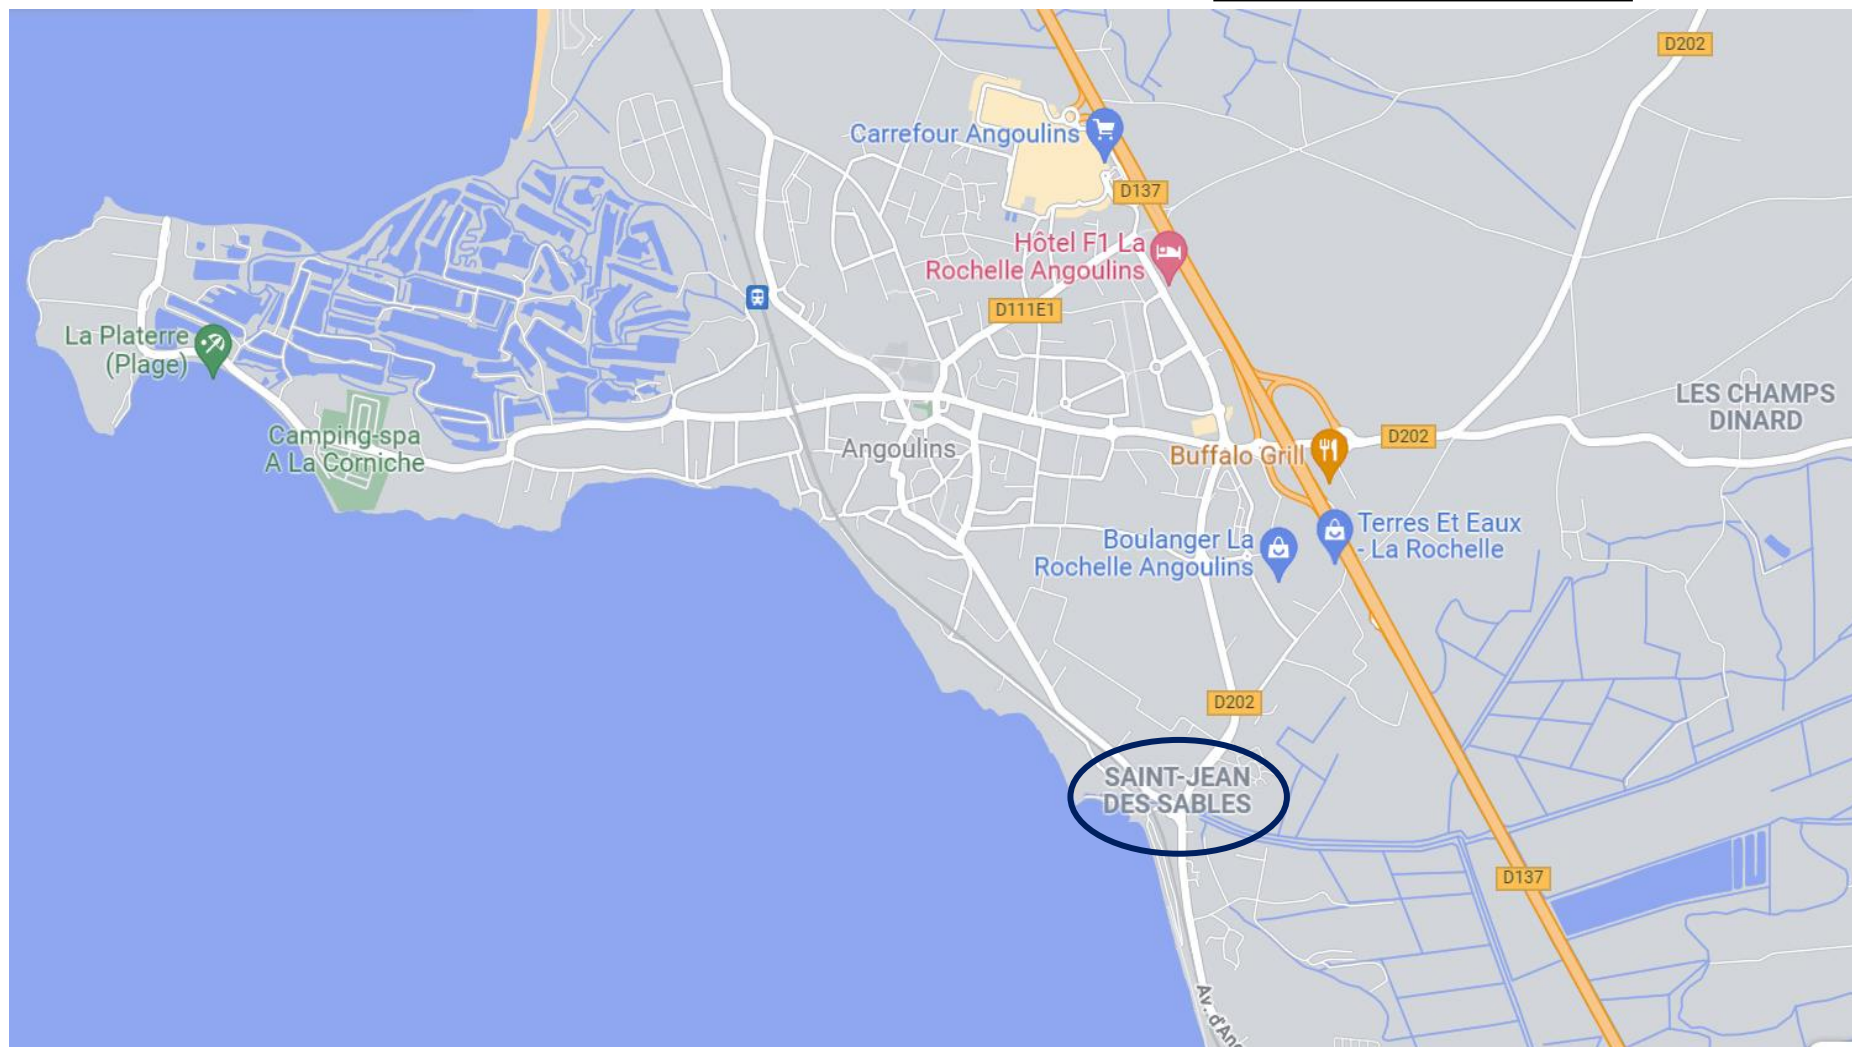 D202
Carrefour Angoulins
D137
Hôtel F1 La
Rochelle Angoulins
D111E1
La Platerre
(Plage)
LES CHAMPS
DINARD
Camping-spa
A La Corniche
Angoulins
D202
Buffalo Grill
Terres Et Eaux
- La Rochelle
Boulanger La
Rochelle Angoulins
D202
SAINT-JEAN
DES-SABLES
D137
Av. d'Ang